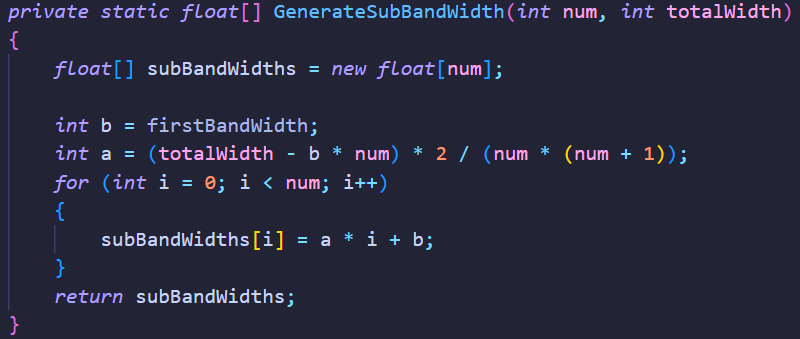 private static float[] GenerateSubBandWidth(int num, int totalWidth)
{
    float[] subBandWidths = new float[num];

    int b = firstBandWidth;
    int a = (totalWidth - b * num) * 2 / (num * (num + 1));
    for (int i = 0; i < num; i++)
    {
        subBandWidths[i] = a * i + b;
    }
    return subBandWidths;
}